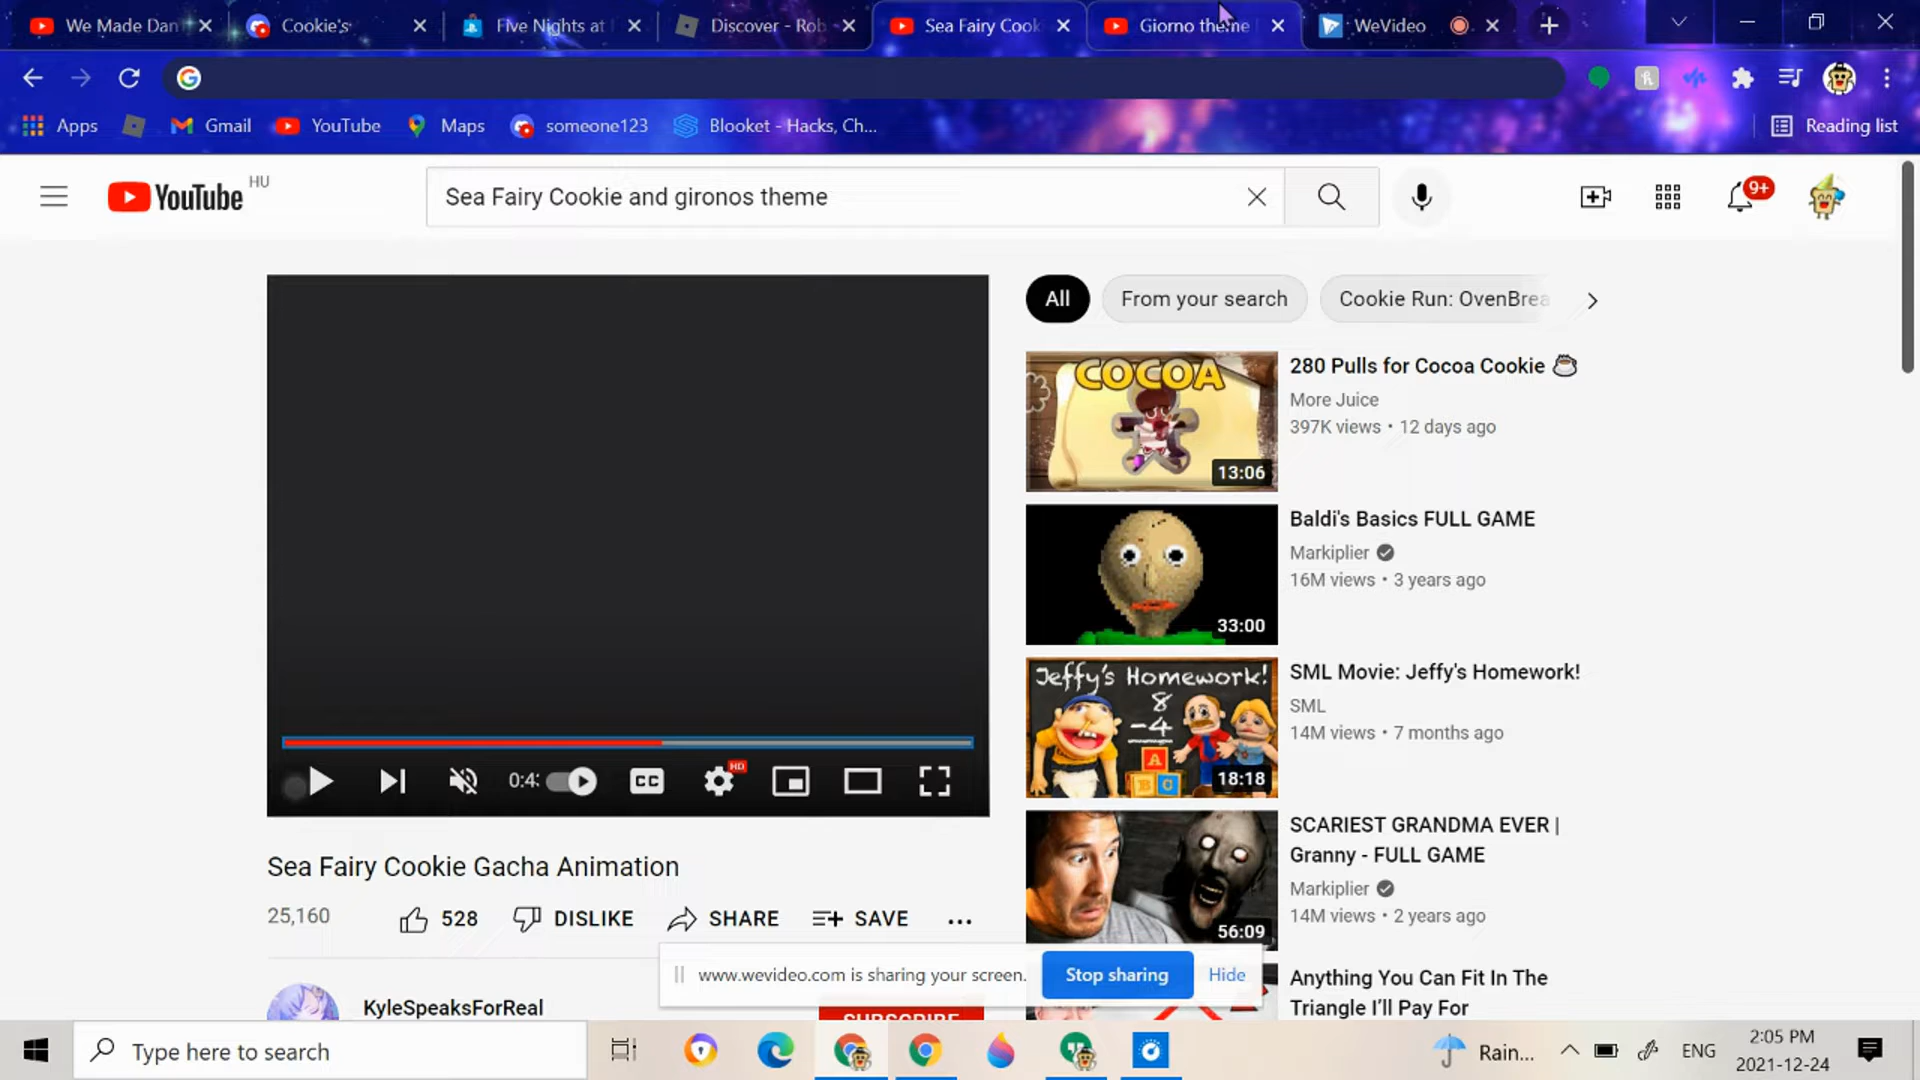 We Made Dan
Cookie's
Five Nights at
Discover - Rob
Sea Fairy Cook
Giorno theme
WeVideo
Apps
Gmail
YouTube
Maps
someone123
Blooket - Hacks, Ch...
Reading list
YouTube HU
Sea Fairy Cookie and gironos theme
9+
All
From your search
Cookie Run: OvenBrea
COCOA
13:06
280 Pulls for Cocoa Cookie
More Juice
397K views • 12 days ago
33:00
Baldi's Basics FULL GAME
Markiplier
16M views • 3 years ago
Jeffy's Homework!
8
-4
A
B C
18:18
SML Movie: Jeffy's Homework!
SML
14M views • 7 months ago
56:09
SCARIEST GRANDMA EVER |
Granny - FULL GAME
Markiplier
14M views • 2 years ago
Anything You Can Fit In The
Triangle I'll Pay For
0:4
CC
HD
Sea Fairy Cookie Gacha Animation
25,160
528
DISLIKE
SHARE
SAVE
www.wevideo.com is sharing your screen.
Stop sharing
Hide
KyleSpeaksForReal
SUBSCRIBE
Type here to search
Rain...
ENG
2:05 PM
2021-12-24